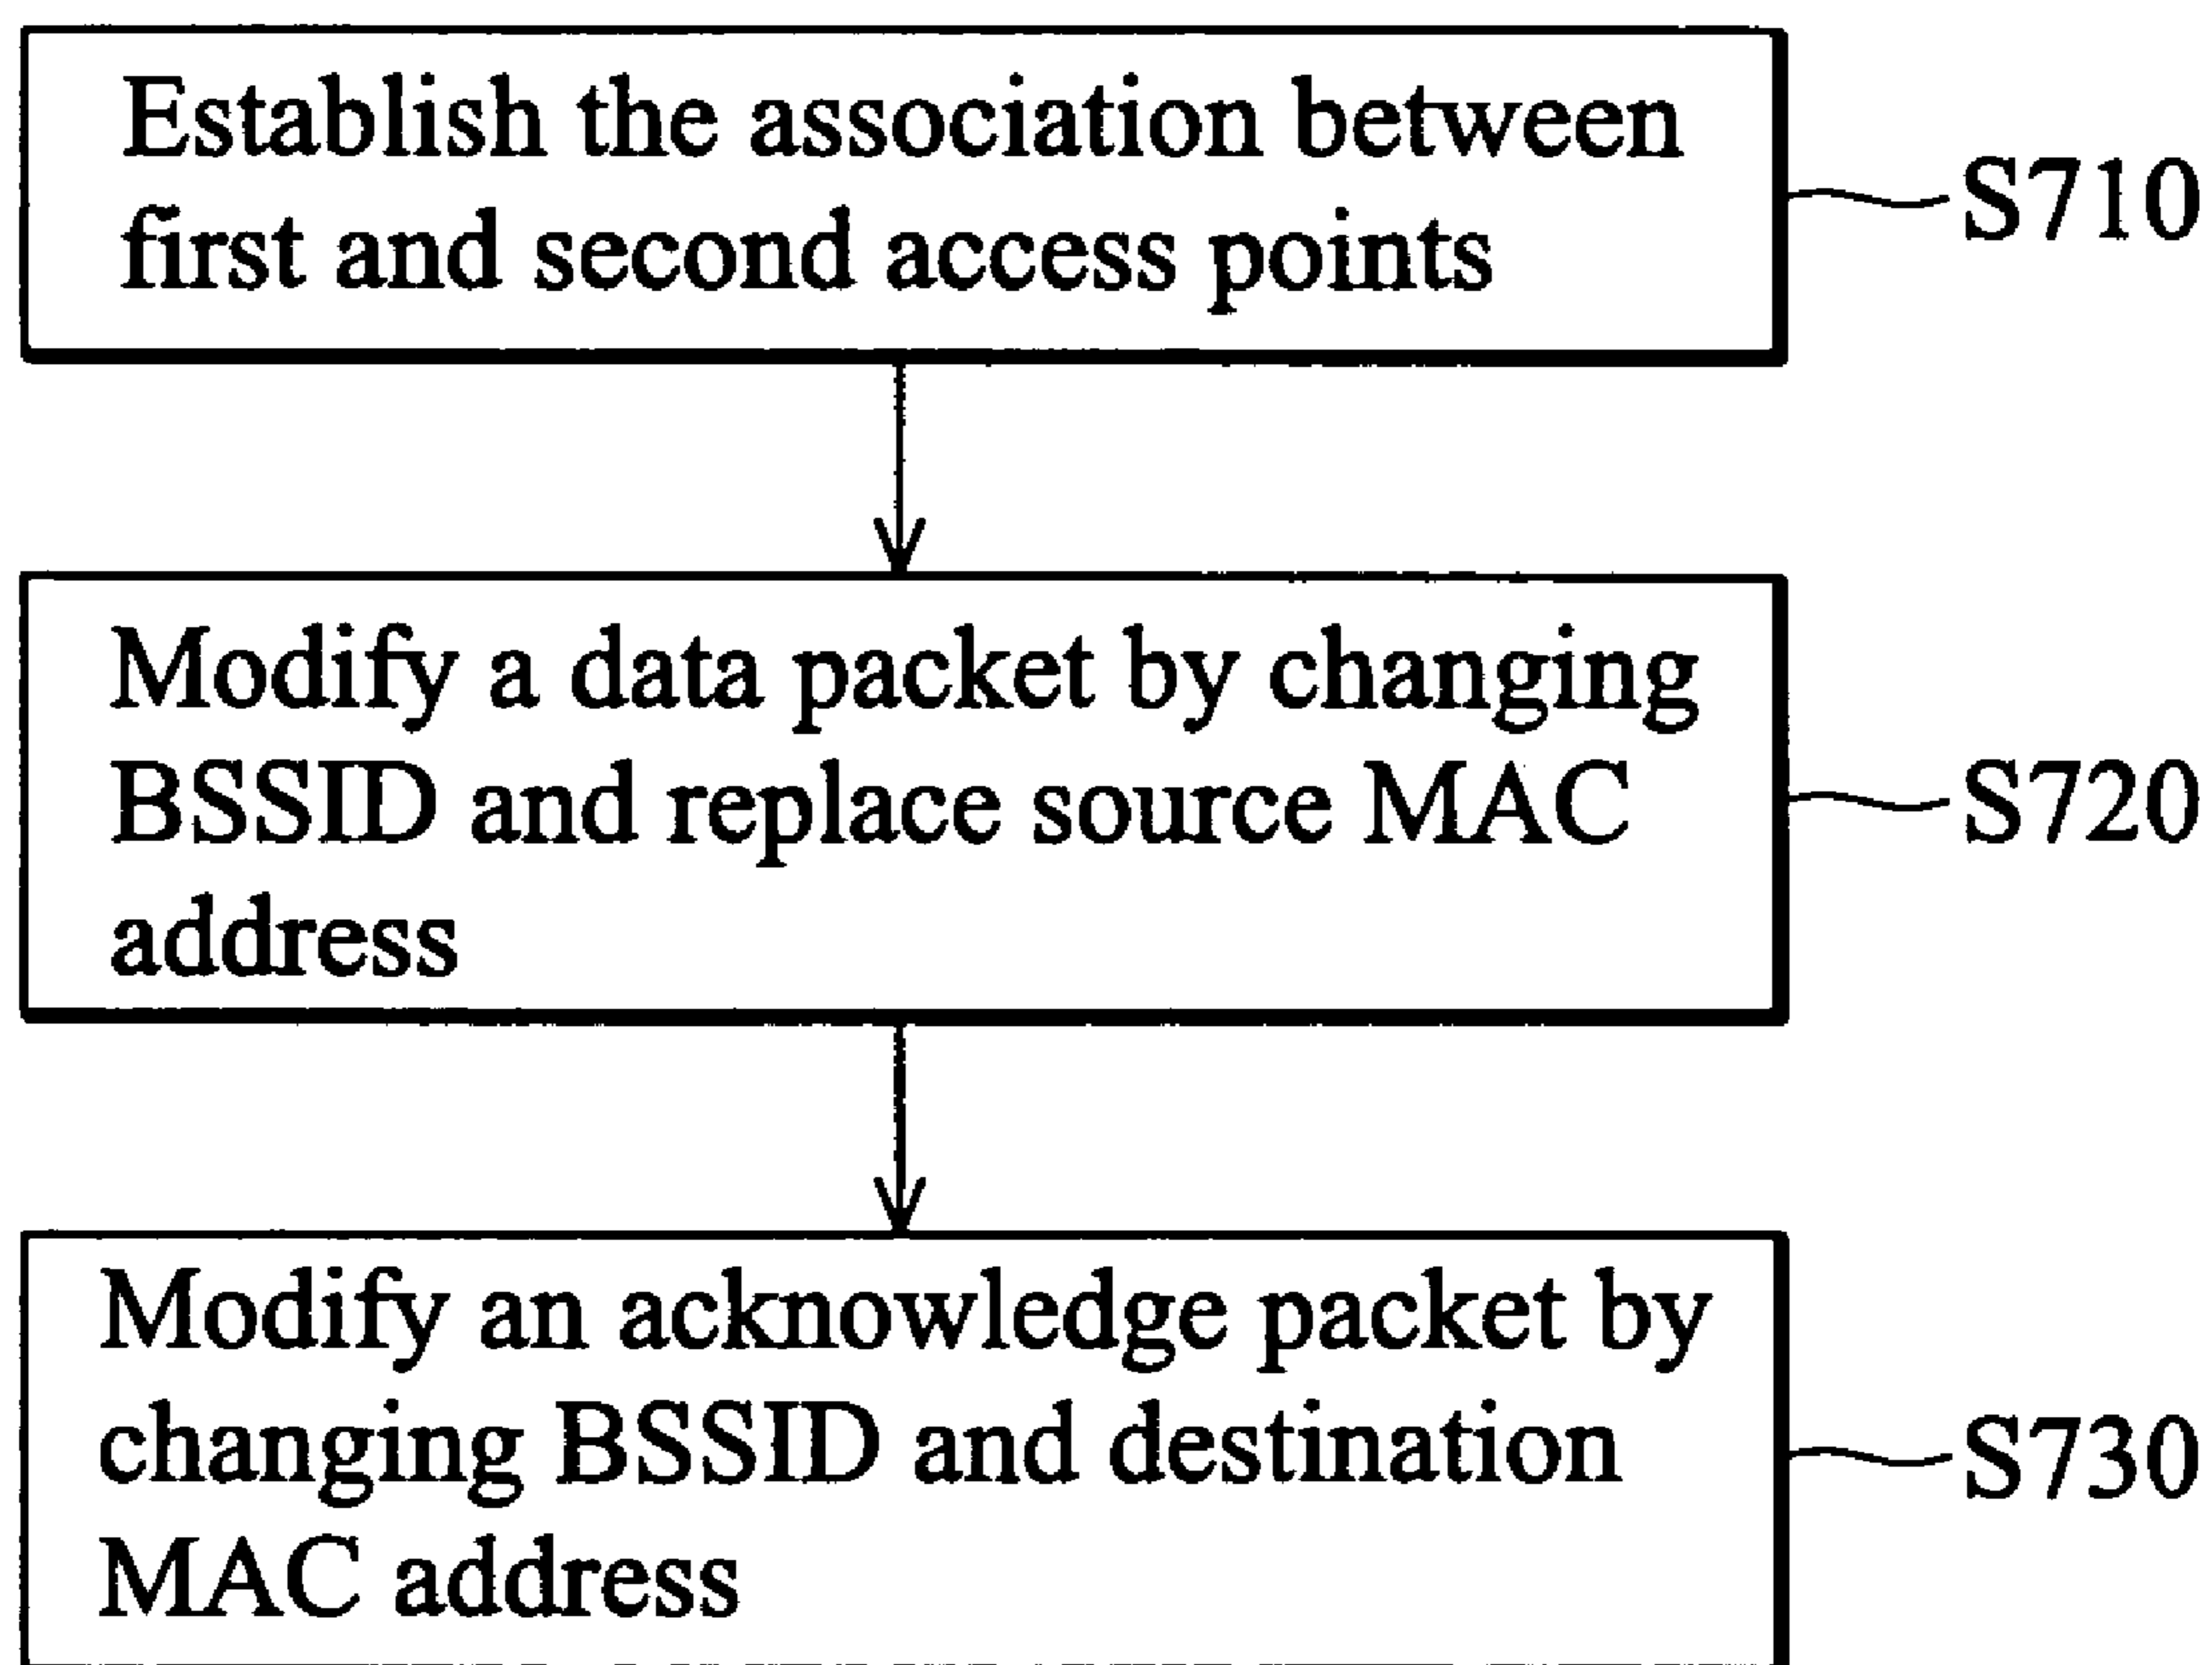 Establish the association between
first and second access points
S710
Modify a data packet by changing
BSSID and replace source MAC
address
S720
Modify an acknowledge packet by
changing BSSID and destination
MAC address
S730